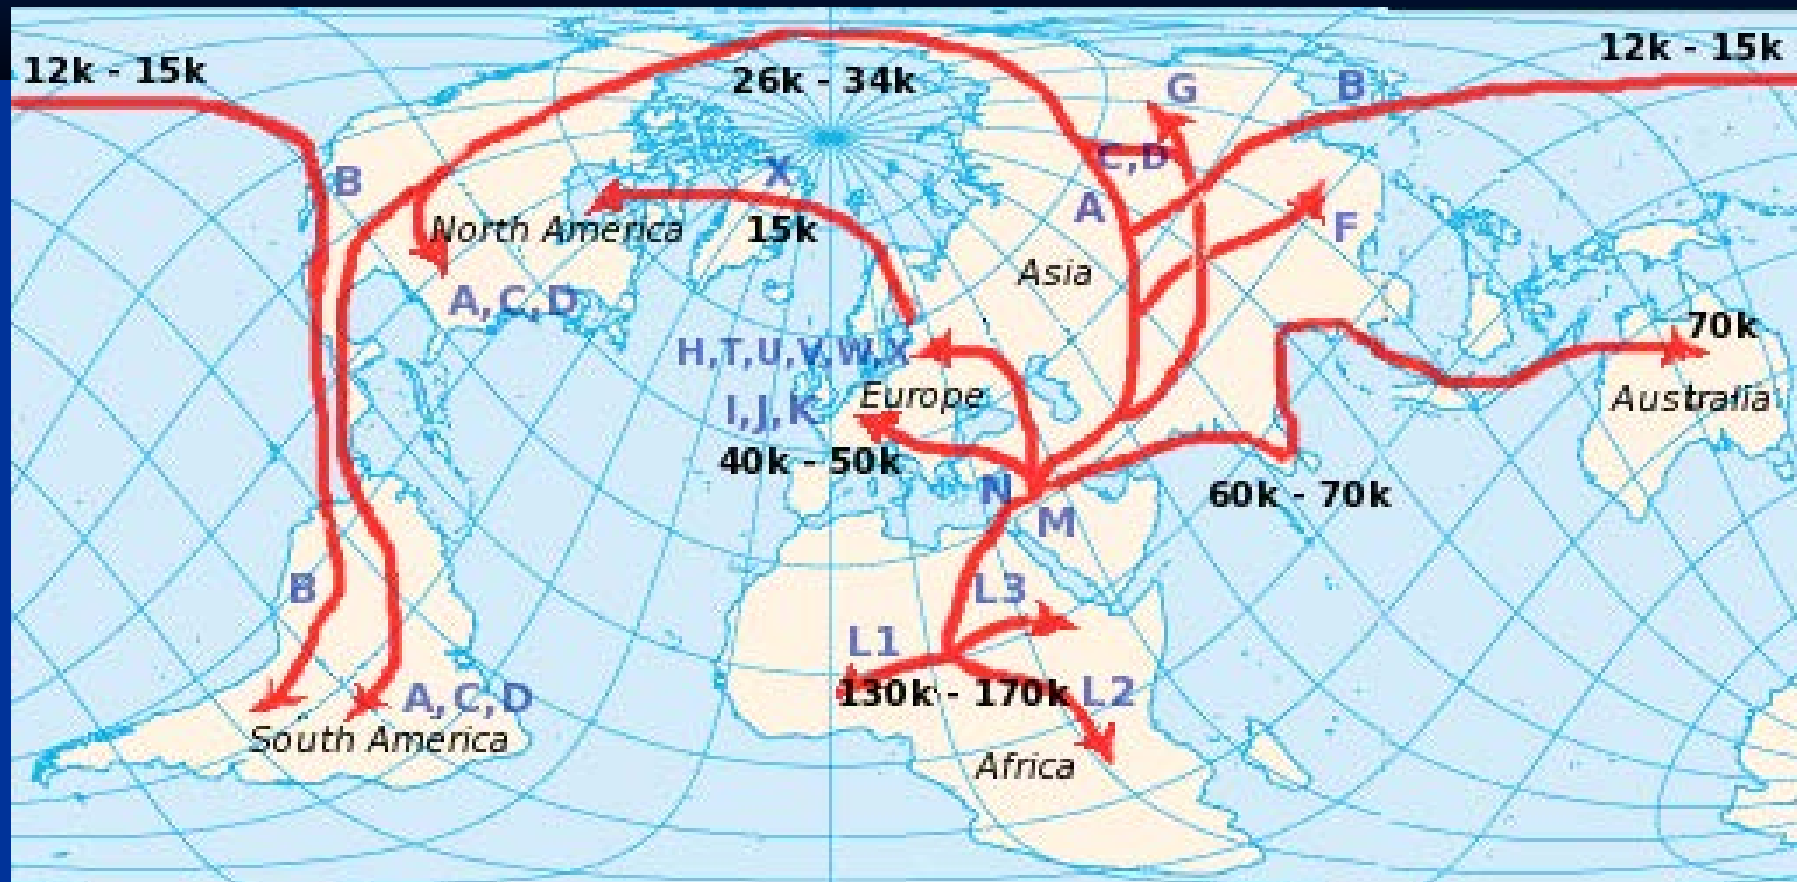 12k - 15k
12k - 15k
26k - 34k
G
B
C,D
X
B
A
North America
15k
F
Asia
A,C,D
70k
H,T,U,V,W,X
Europe
Australia
I,J,K
40k - 50k
N
60k - 70k
M
B
L3
L1
130k - 170k
L2
A,C,D
South America
Africa